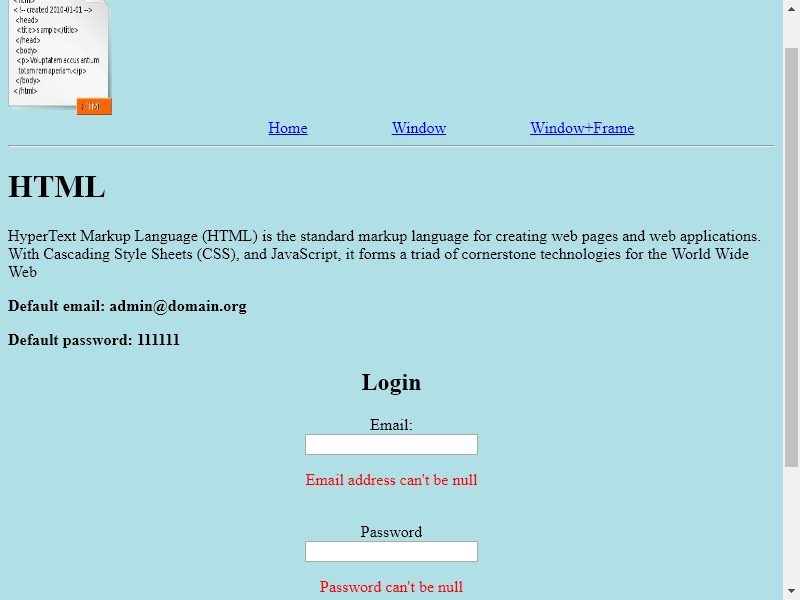 <!-- created 2010-01-01 -->
<head>
<title>sample</title>
</head>
<body>
<p>Voluptatem accusantium
totam rem aperiam.</p>
</body>
</html>
HTML
Home Window Window+Frame
HTML
HyperText Markup Language (HTML) is the standard markup language for creating web pages and web applications.
With Cascading Style Sheets (CSS), and JavaScript, it forms a triad of cornerstone technologies for the World Wide
Web
Default email: admin@domain.org
Default password: 111111
Login
Email:
Email address can't be null
Password
Password can't be null